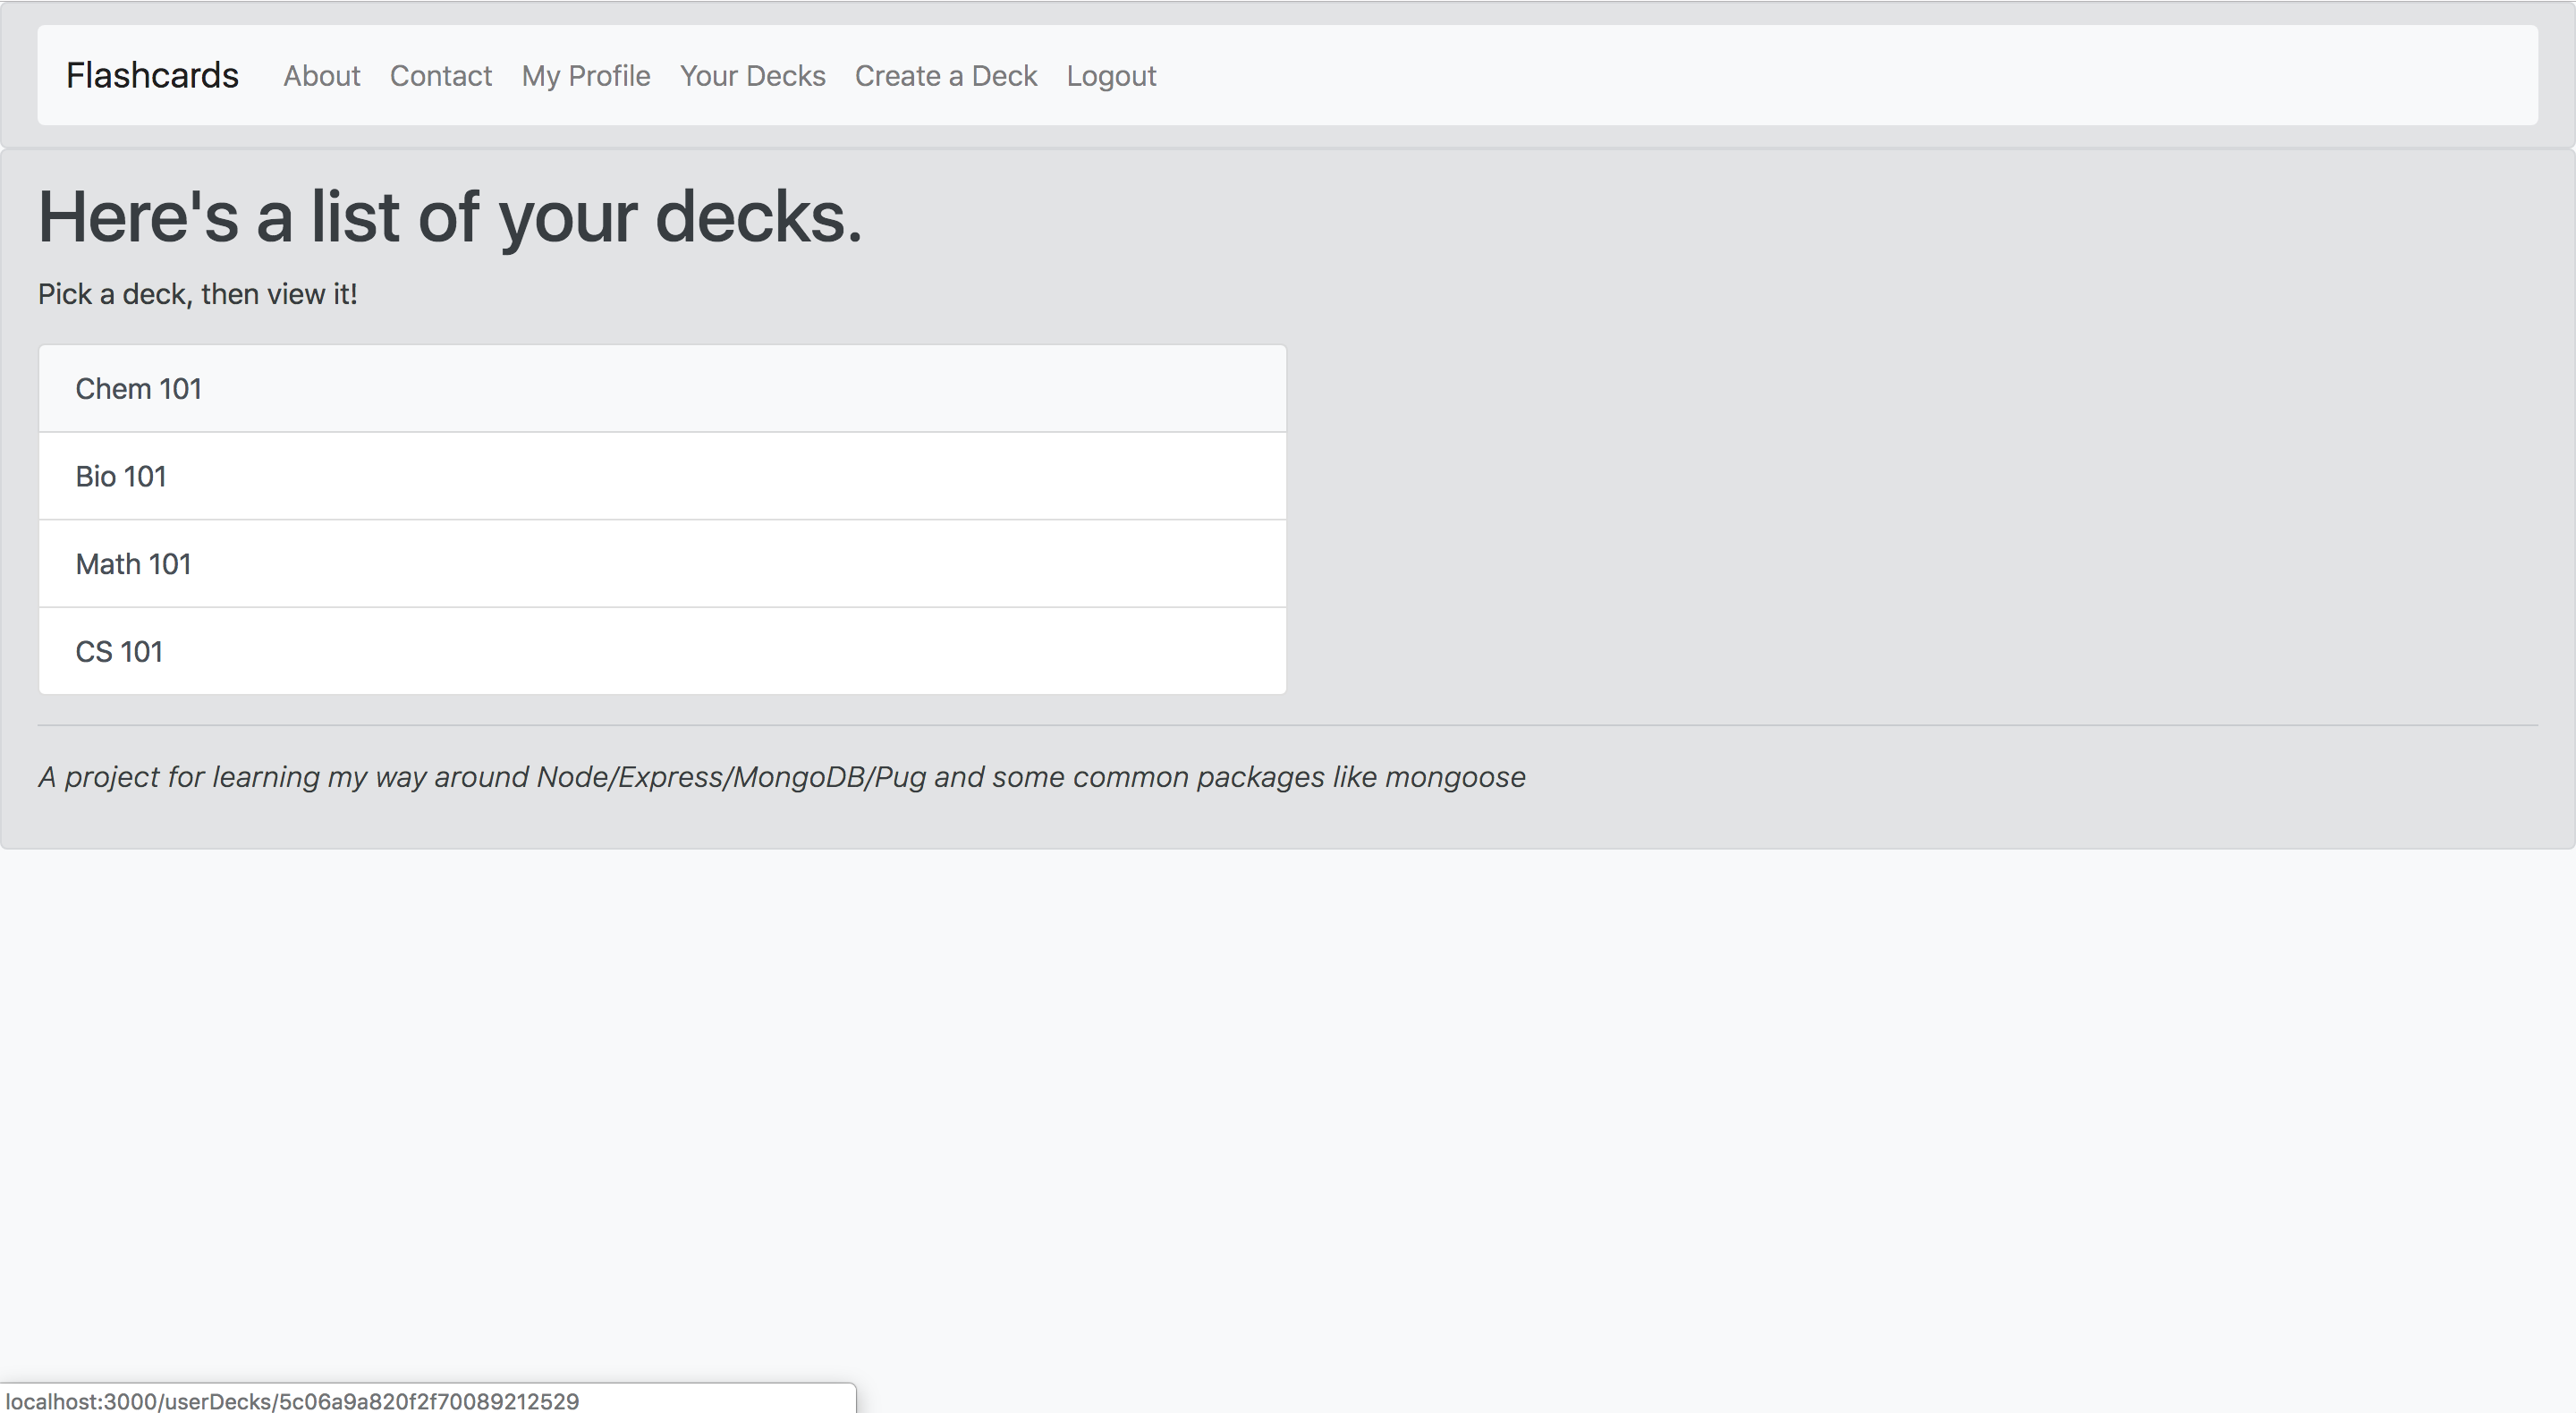 Flashcards About Contact My Profile Your Decks Create a Deck Logout
Here's a list of your decks.
Pick a deck, then view it!
Chem 101
Bio 101
Math 101
CS 101
A project for learning my way around Node/Express/MongoDB/Pug and some common packages like mongoose
localhost:3000/userDecks/5c06a9a820f2f70089212529